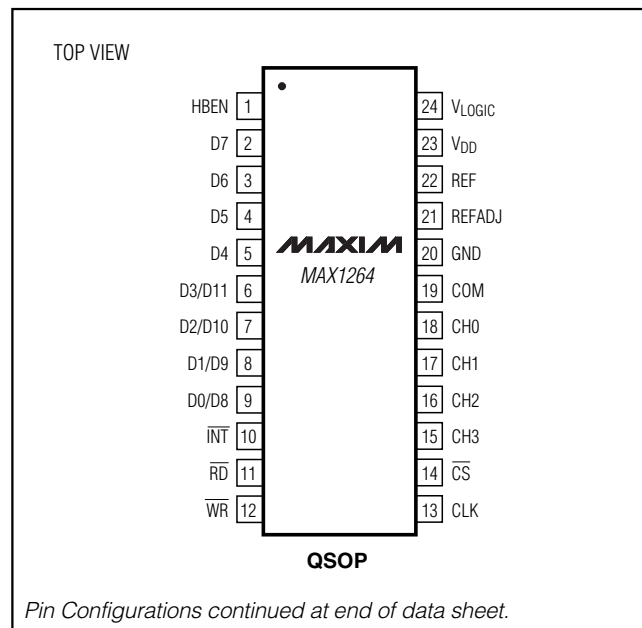 TOP VIEW
HBEN 1
D7 2
D6 3
D5 4
D4 5
D3/D11 6
D2/D10 7
D1/D9 8
D0/D8 9
INT 10
RD 11
WR 12
MAXIM
MAX1264
24 VLOGIC
23 VDD
22 REF
21 REFADJ
20 GND
19 COM
18 CH0
17 CH1
16 CH2
15 CH3
14 CS
13 CLK
QSOP
Pin Configurations continued at end of data sheet.